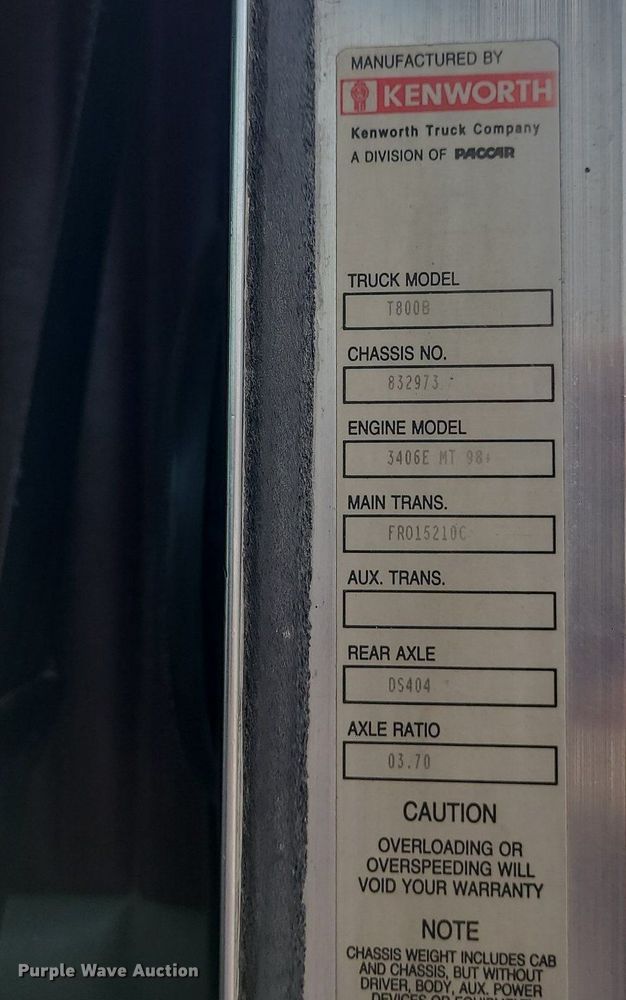 MANUFACTURED BY
KENWORTH
Kenworth Truck Company
A DIVISION OF PACCAR
TRUCK MODEL
T800B
CHASSIS NO.
832973
ENGINE MODEL
3406E MT 98+
MAIN TRANS.
FRO15210C
AUX. TRANS.
REAR AXLE
DS404
AXLE RATIO
03.70
CAUTION
OVERLOADING OR
OVERSPEEDING WILL
VOID YOUR WARRANTY
NOTE
CHASSIS WEIGHT INCLUDES CAB
AND CHASSIS, BUT WITHOUT
DRIVER, BODY, AUX. POWER
Purple Wave Auction